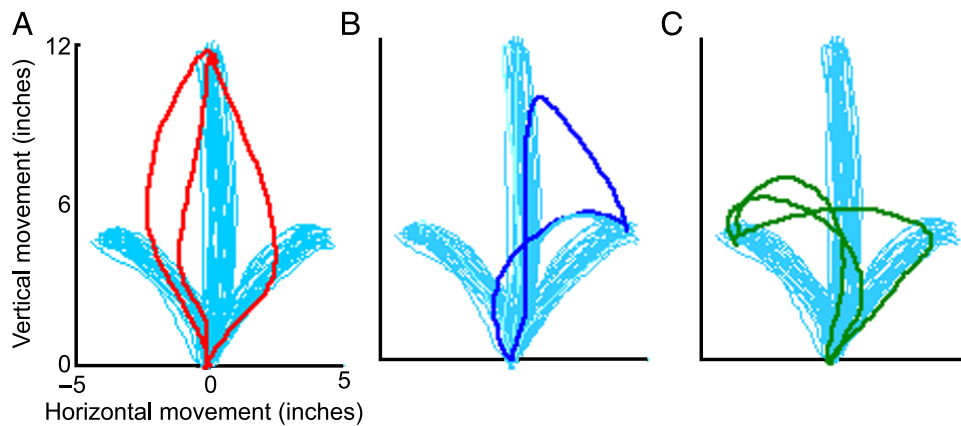 A
B
C
12
6
0
–5
0
5
Vertical movement (inches)
Horizontal movement (inches)